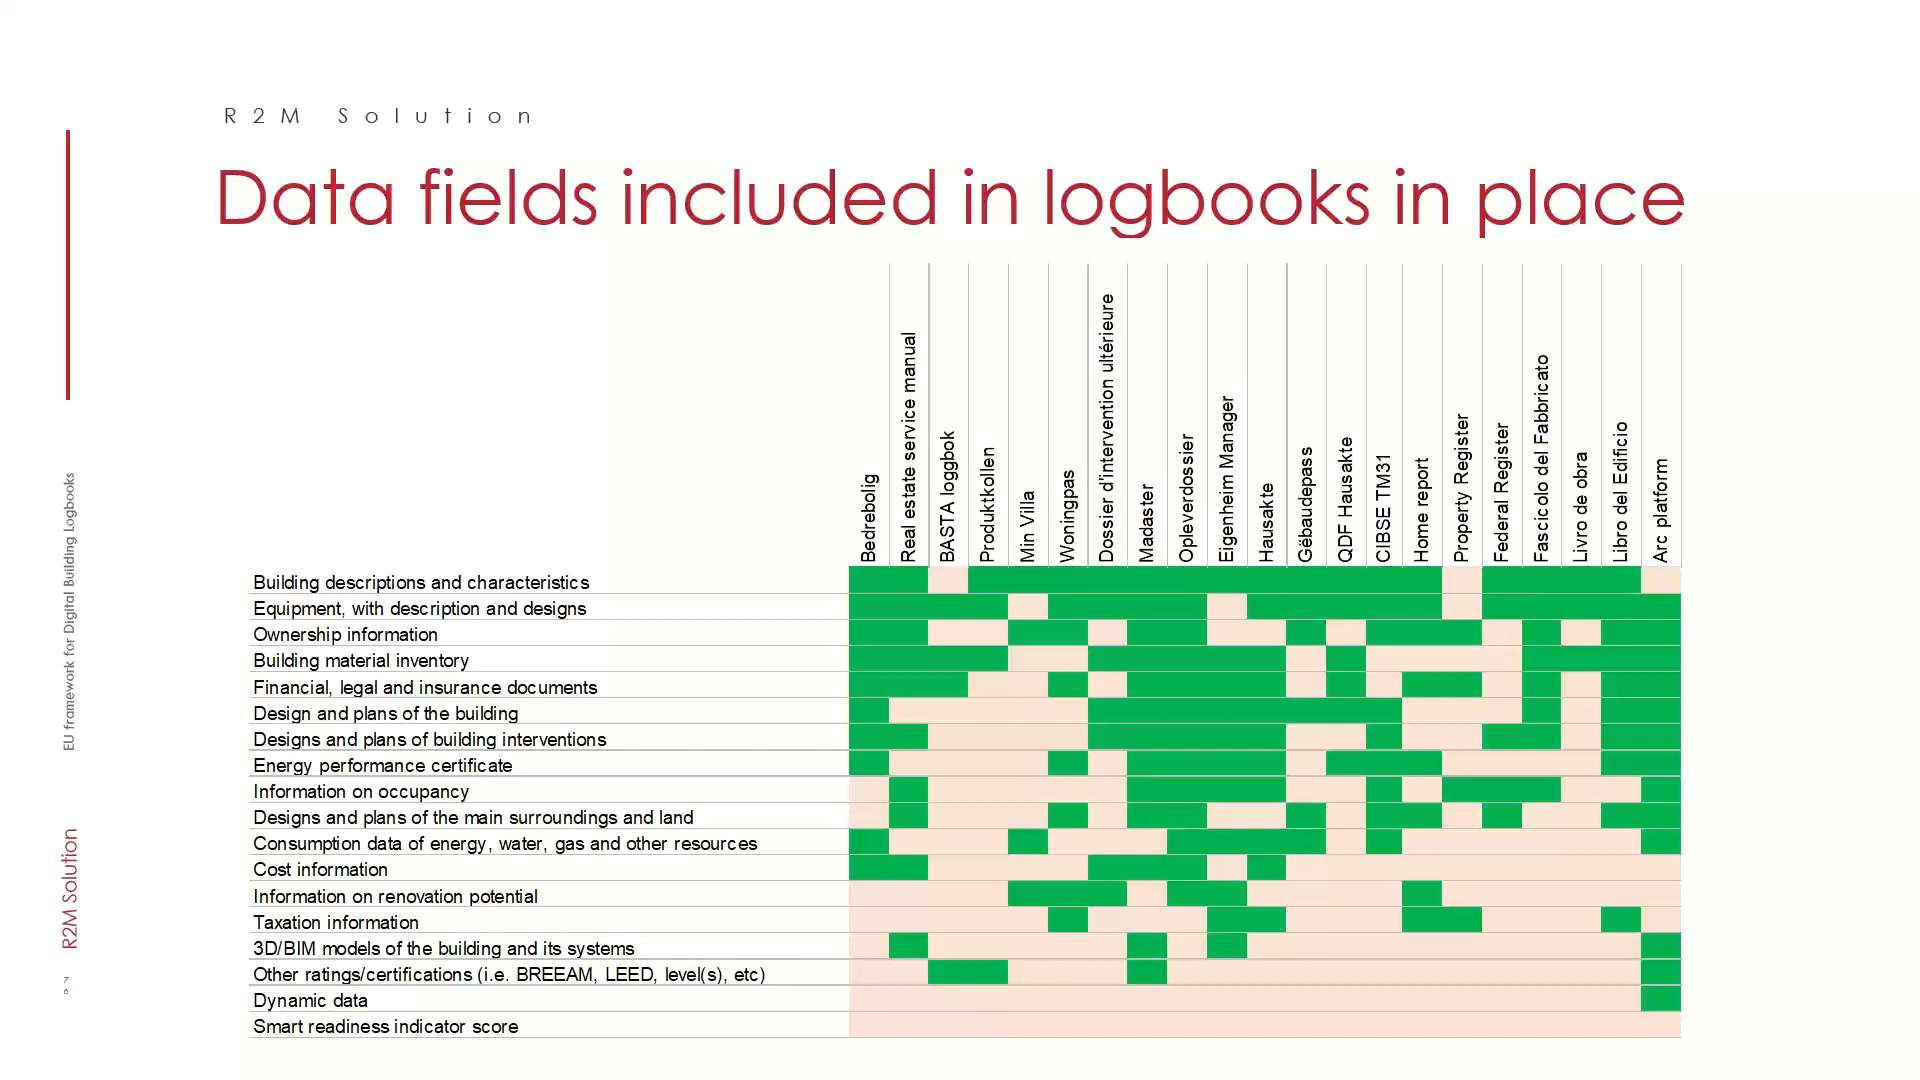 R2M Solution
Data fields included in logbooks in place
Bedrebolig
Real estate service manual
BASTA loggbok
Produktkollen
Min Villa
Woningpas
Dossier d'intervention ultérieure
Madaster
Opleverdossier
Eigenheim Manager
Hausakte
Gëbaudepass
QDF Hausakte
CIBSE TM31
Home report
Property Register
Federal Register
Fascicolo del Fabbricato
Livro de obra
Libro del Edificio
Arc platform
Building descriptions and characteristics
Equipment, with description and designs
Ownership information
Building material inventory
Financial, legal and insurance documents
Design and plans of the building
Designs and plans of building interventions
Energy performance certificate
Information on occupancy
Designs and plans of the main surroundings and land
Consumption data of energy, water, gas and other resources
Cost information
Information on renovation potential
Taxation information
3D/BIM models of the building and its systems
Other ratings/certifications (i.e. BREEAM, LEED, level(s), etc)
Dynamic data
Smart readiness indicator score
EU framework for Digital Building Logbooks
R2M Solution
7
6